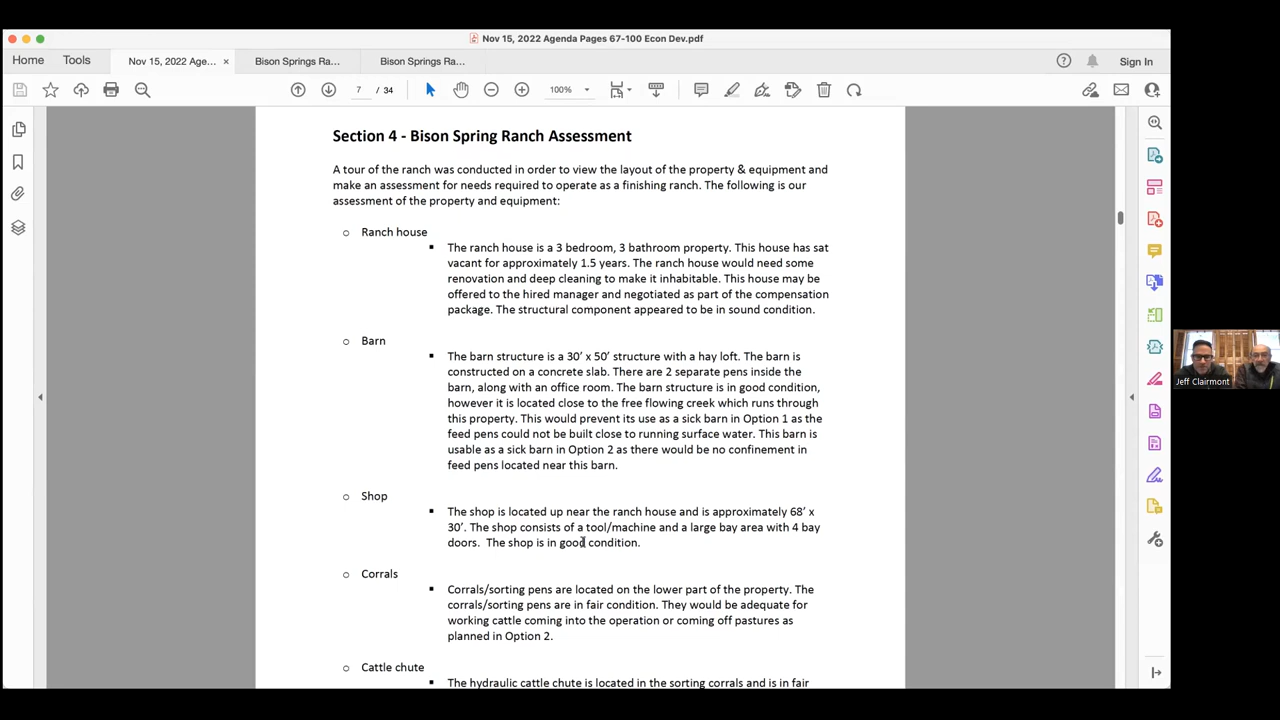 Nov 15, 2022 Agenda Pages 67-100 Econ Dev.pdf
Home Tools Nov 15, 2022 Age... × Bison Springs Ra... Bison Springs Ra... Sign In
7 / 34 100%
Section 4 - Bison Spring Ranch Assessment
A tour of the ranch was conducted in order to view the layout of the property & equipment and
make an assessment for needs required to operate as a finishing ranch. The following is our
assessment of the property and equipment:
o Ranch house
▪ The ranch house is a 3 bedroom, 3 bathroom property. This house has sat
vacant for approximately 1.5 years. The ranch house would need some
renovation and deep cleaning to make it inhabitable. This house may be
offered to the hired manager and negotiated as part of the compensation
package. The structural component appeared to be in sound condition.
o Barn
▪ The barn structure is a 30’ x 50’ structure with a hay loft. The barn is
constructed on a concrete slab. There are 2 separate pens inside the
barn, along with an office room. The barn structure is in good condition,
however it is located close to the free flowing creek which runs through
this property. This would prevent its use as a sick barn in Option 1 as the
feed pens could not be built close to running surface water. This barn is
usable as a sick barn in Option 2 as there would be no confinement in
feed pens located near this barn.
o Shop
▪ The shop is located up near the ranch house and is approximately 68’ x
30’. The shop consists of a tool/machine and a large bay area with 4 bay
doors. The shop is in good condition.
o Corrals
▪ Corrals/sorting pens are located on the lower part of the property. The
corrals/sorting pens are in fair condition. They would be adequate for
working cattle coming into the operation or coming off pastures as
planned in Option 2.
o Cattle chute
▪ The hydraulic cattle chute is located in the sorting corrals and is in fair
Jeff Clairmont